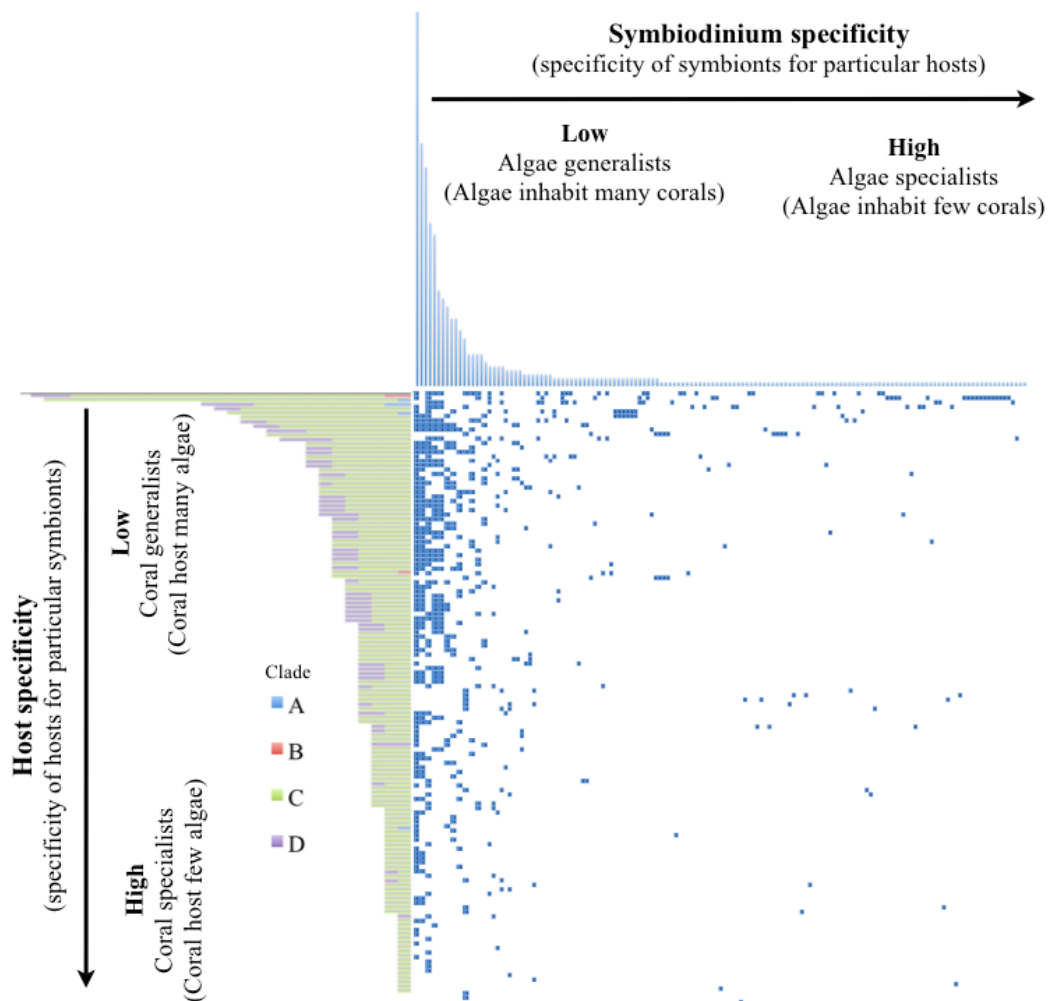 Symbiodinium specificity
(specificity of symbionts for particular hosts)
Low
Algae generalists
(Algae inhabit many corals)
High
Algae specialists
(Algae inhabit few corals)
Host specificity
(specificity of hosts for particular symbionts)
Low
Coral generalists
(Coral host many algae)
High
Coral specialists
(Coral host few algae)
Clade
A
B
C
D